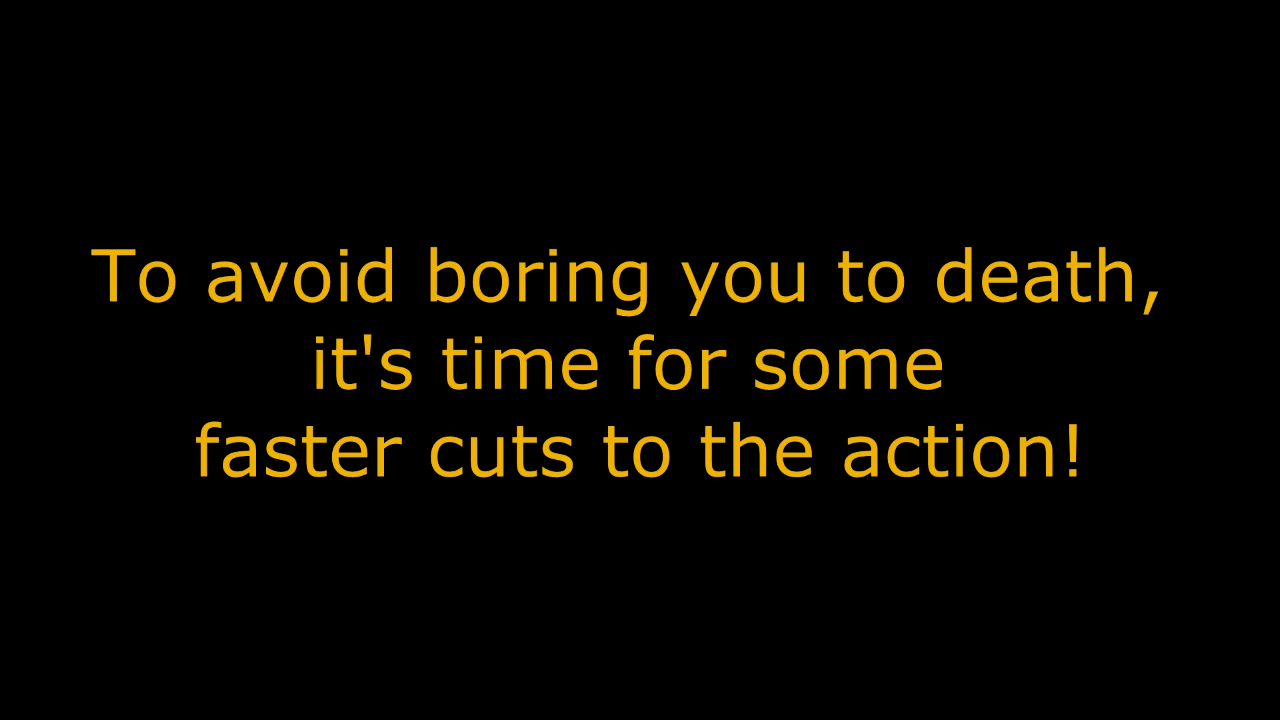 To avoid boring you to death,
it's time for some
faster cuts to the action!